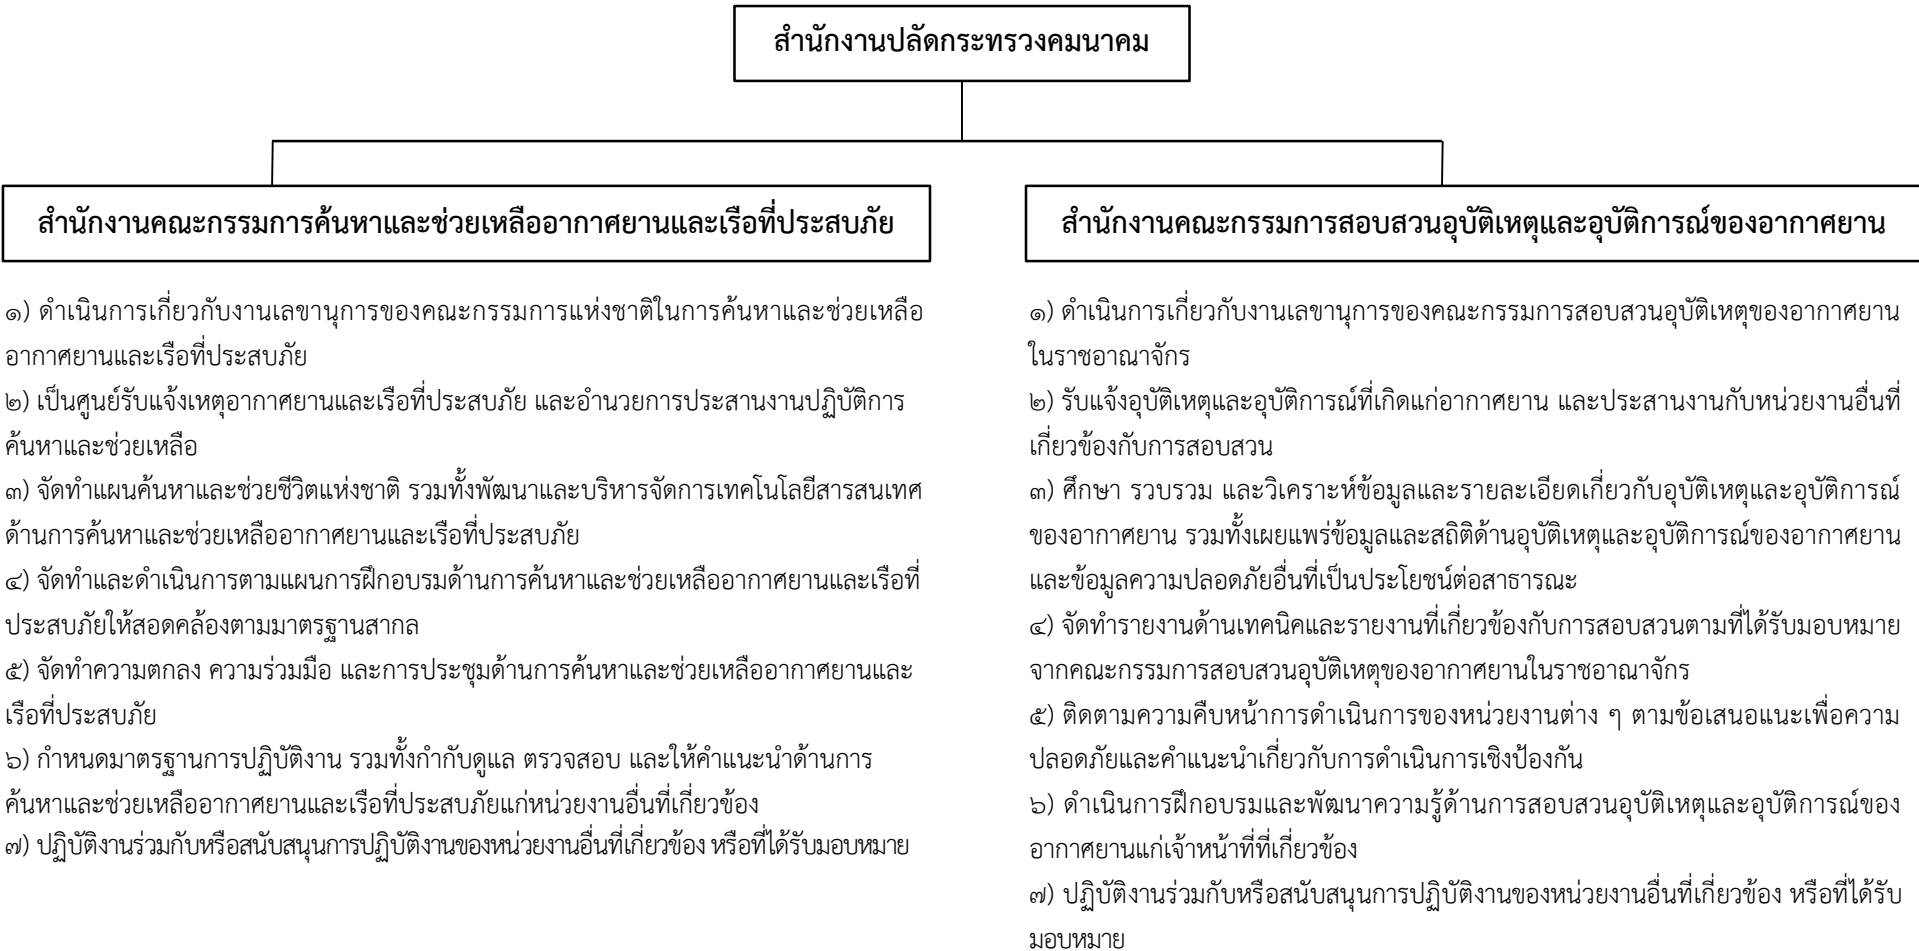 สำนักงานปลัดกระทรวงคมนาคม
สำนักงานคณะกรรมการค้นหาและช่วยเหลืออากาศยานและเรือที่ประสบภัย
๑) ดำเนินการเกี่ยวกับงานเลขานุการของคณะกรรมการแห่งชาติในการค้นหาและช่วยเหลือ
อากาศยานและเรือที่ประสบภัย
๒) เป็นศูนย์รับแจ้งเหตุอากาศยานและเรือที่ประสบภัย และอำนวยการประสานงานปฏิบัติการ
ค้นหาและช่วยเหลือ
๓) จัดทำแผนค้นหาและช่วยชีวิตแห่งชาติ รวมทั้งพัฒนาและบริหารจัดการเทคโนโลยีสารสนเทศ
ด้านการค้นหาและช่วยเหลืออากาศยานและเรือที่ประสบภัย
๔) จัดทำและดำเนินการตามแผนการฝึกอบรมด้านการค้นหาและช่วยเหลืออากาศยานและเรือที่
ประสบภัยให้สอดคล้องตามมาตรฐานสากล
๕) จัดทำความตกลง ความร่วมมือ และการประชุมด้านการค้นหาและช่วยเหลืออากาศยานและ
เรือที่ประสบภัย
๖) กำหนดมาตรฐานการปฏิบัติงาน รวมทั้งกำกับดูแล ตรวจสอบ และให้คำแนะนำด้านการ
ค้นหาและช่วยเหลืออากาศยานและเรือที่ประสบภัยแก่หน่วยงานอื่นที่เกี่ยวข้อง
๗) ปฏิบัติงานร่วมกับหรือสนับสนุนการปฏิบัติงานของหน่วยงานอื่นที่เกี่ยวข้อง หรือที่ได้รับมอบหมาย
สำนักงานคณะกรรมการสอบสวนอุบัติเหตุและอุบัติการณ์ของอากาศยาน
๑) ดำเนินการเกี่ยวกับงานเลขานุการของคณะกรรมการสอบสวนอุบัติเหตุของอากาศยาน
ในราชอาณาจักร
๒) รับแจ้งอุบัติเหตุและอุบัติการณ์ที่เกิดแก่อากาศยาน และประสานงานกับหน่วยงานอื่นที่
เกี่ยวข้องกับการสอบสวน
๓) ศึกษา รวบรวม และวิเคราะห์ข้อมูลและรายละเอียดเกี่ยวกับอุบัติเหตุและอุบัติการณ์
ของอากาศยาน รวมทั้งเผยแพร่ข้อมูลและสถิติด้านอุบัติเหตุและอุบัติการณ์ของอากาศยาน
และข้อมูลความปลอดภัยอื่นที่เป็นประโยชน์ต่อสาธารณะ
๔) จัดทำรายงานด้านเทคนิคและรายงานที่เกี่ยวข้องกับการสอบสวนตามที่ได้รับมอบหมาย
จากคณะกรรมการสอบสวนอุบัติเหตุของอากาศยานในราชอาณาจักร
๕) ติดตามความคืบหน้าการดำเนินการของหน่วยงานต่าง ๆ ตามข้อเสนอแนะเพื่อความ
ปลอดภัยและคำแนะนำเกี่ยวกับการดำเนินการเชิงป้องกัน
๖) ดำเนินการฝึกอบรมและพัฒนาความรู้ด้านการสอบสวนอุบัติเหตุและอุบัติการณ์ของ
อากาศยานแก่เจ้าหน้าที่ที่เกี่ยวข้อง
๗) ปฏิบัติงานร่วมกับหรือสนับสนุนการปฏิบัติงานของหน่วยงานอื่นที่เกี่ยวข้อง หรือที่ได้รับ
มอบหมาย